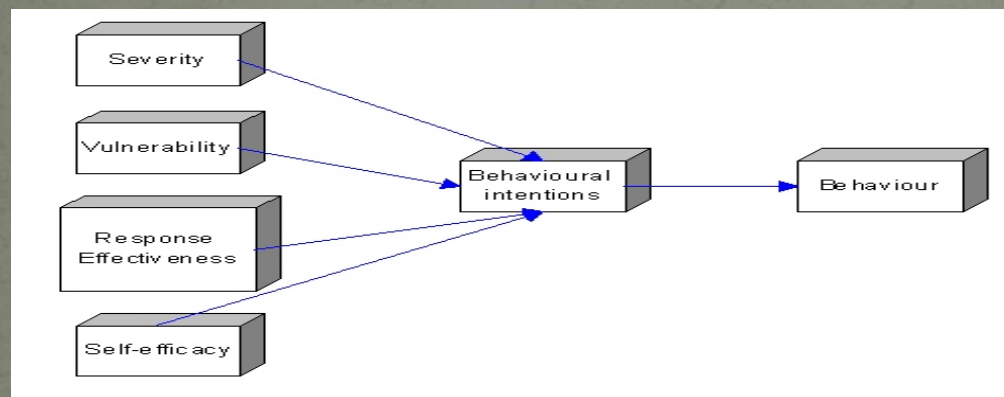 Severity
Vulnerability
Response
Effectiveness
Self-efficacy
Behavioural
intentions
Behaviour